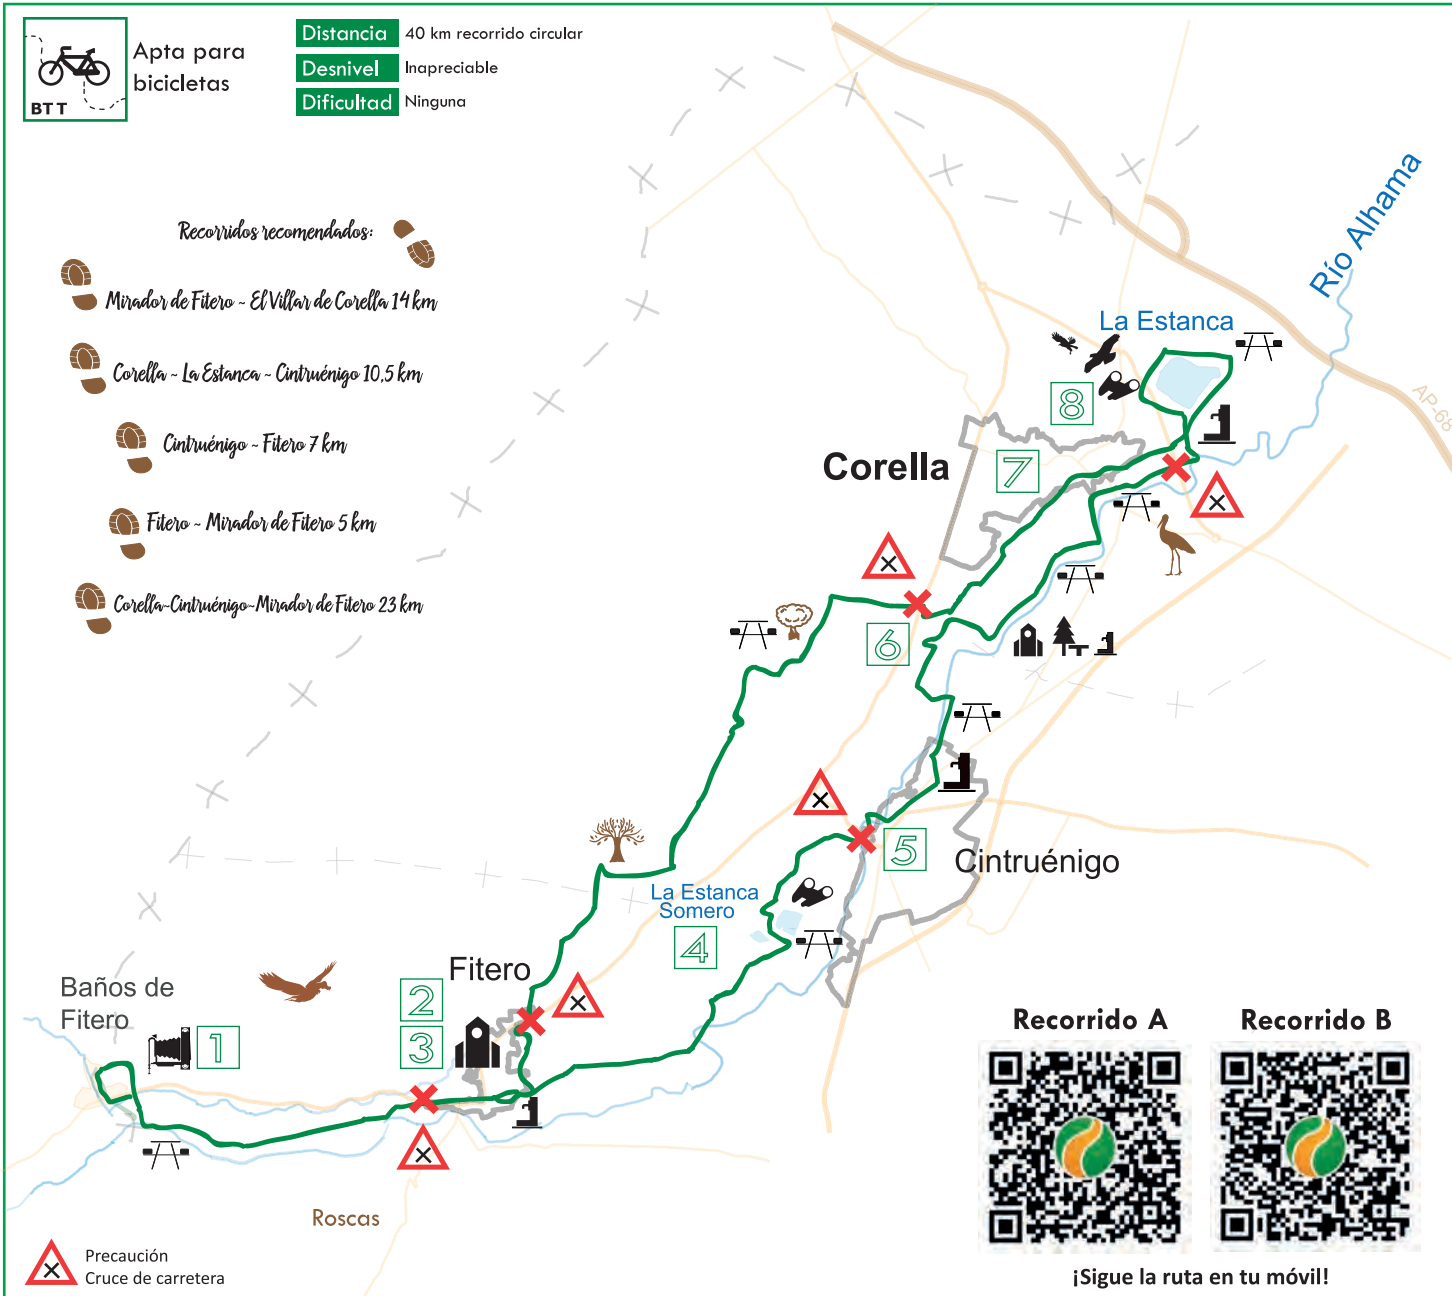 BTT
Apta para
bicicletas
Distancia 40 km recorrido circular
Desnivel Inapreciable
Dificultad Ninguna
Recorridos recomendados:
Mirador de Fitero ~ El Villar de Corella 14 km
Corella ~ La Estanca ~ Cintruénigo 10,5 km
Cintruénigo ~ Fitero 7 km
Fitero ~ Mirador de Fitero 5 km
Corella~Cintruénigo~Mirador de Fitero 23 km
Río Alhama
La Estanca
AP-68
8
7
Corella
6
5
Cintruénigo
La Estanca
Somero
4
Fitero
2
3
Baños de
Fitero
1
Roscas
Precaución
Cruce de carretera
Recorrido A
Recorrido B
¡Sigue la ruta en tu móvil!